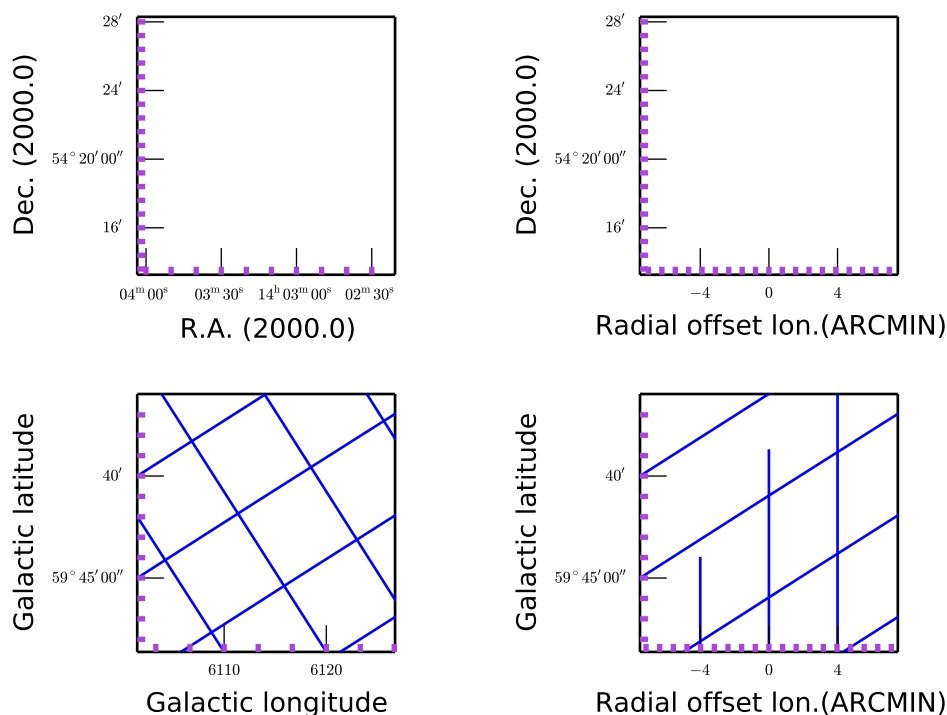 28′
24′
54° 20′ 00″
16′
Dec. (2000.0)
04ᵐ 00ˢ 03ᵐ 30ˢ 14ʰ 03ᵐ 00ˢ 02ᵐ 30ˢ
R.A. (2000.0)
28′
24′
54° 20′ 00″
16′
Dec. (2000.0)
−4 0 4
Radial offset lon.(ARCMIN)
40′
59° 45′ 00″
Galactic latitude
6110 6120
Galactic longitude
40′
59° 45′ 00″
Galactic latitude
−4 0 4
Radial offset lon.(ARCMIN)